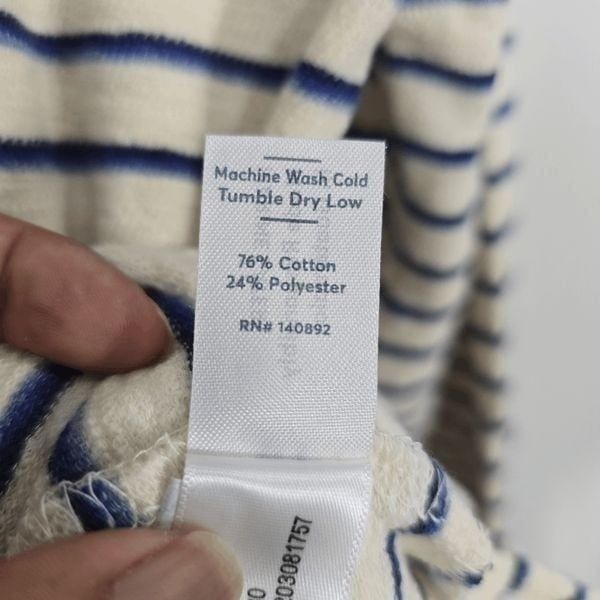 Machine Wash Cold
Tumble Dry Low
76% Cotton
24% Polyester
RN# 140892